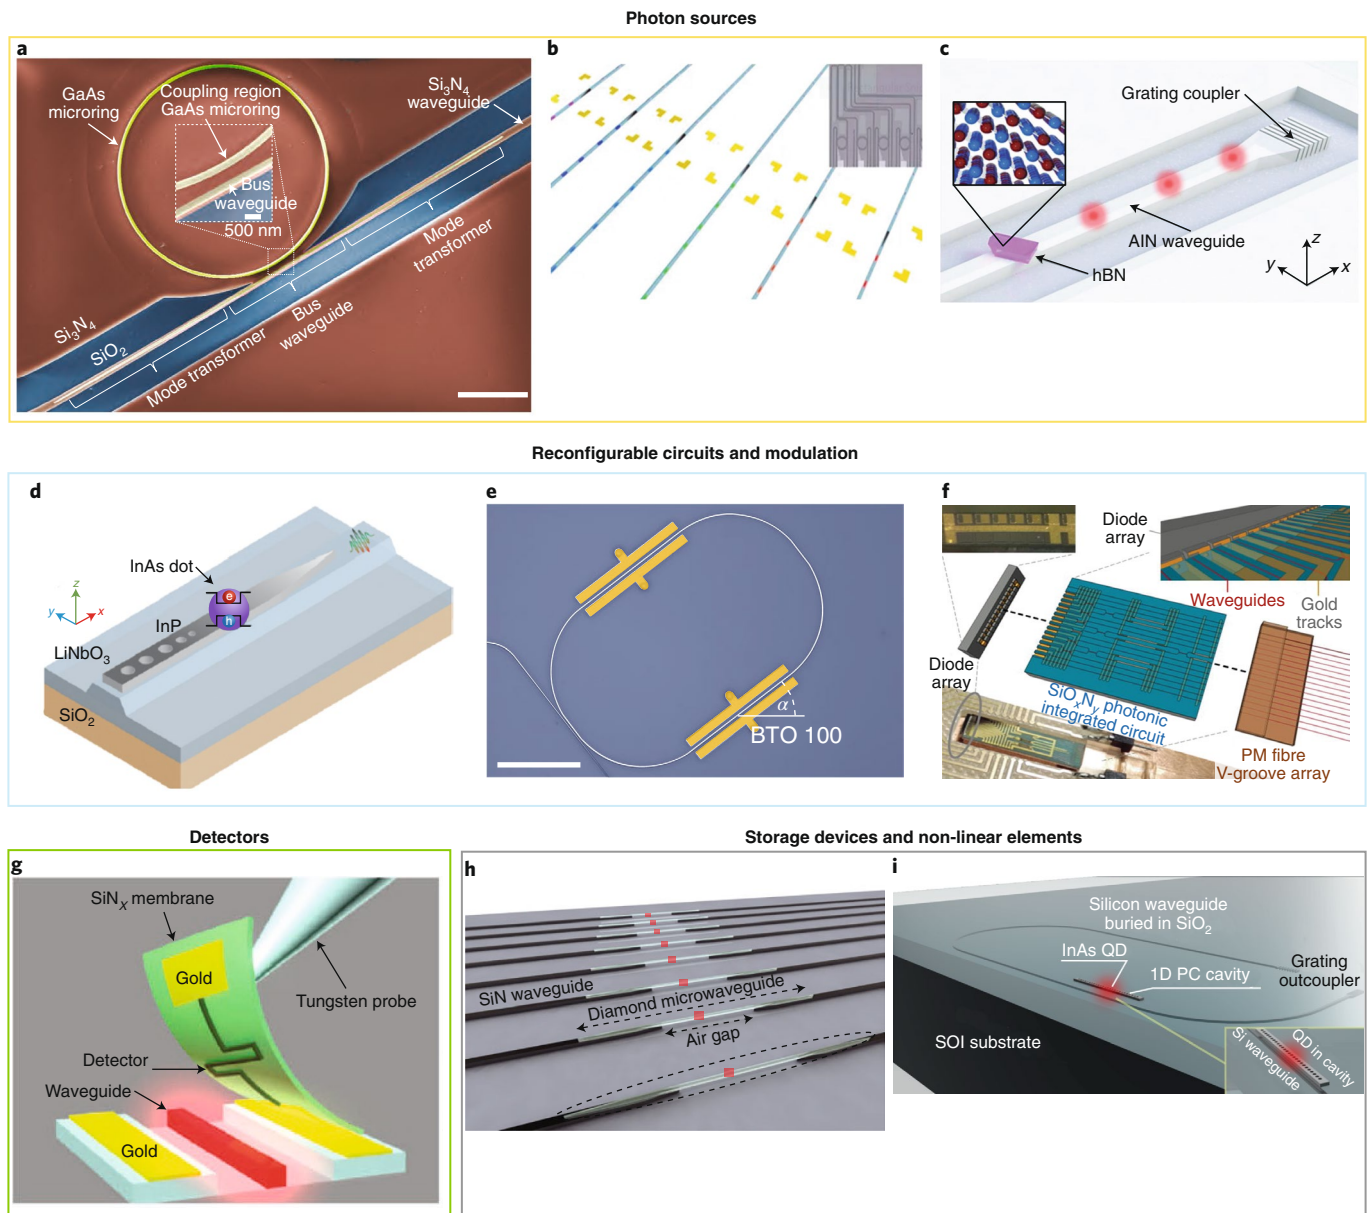 Photon sources
a
GaAs
microring
Coupling region
GaAs microring
Bus
waveguide
500 nm
Si₃N₄
waveguide
Mode
transformer
Bus
waveguide
Mode transformer
Si₃N₄
SiO₂
b
c
Grating coupler
AlN waveguide
hBN
z
y
x
Reconfigurable circuits and modulation
d
InAs dot
e
h
z
y
x
InP
LiNbO₃
SiO₂
e
α
BTO 100
f
Diode
array
Waveguides
Gold
tracks
Diode
array
SiOₓNᵧ photonic
integrated circuit
PM fibre
V-groove array
Detectors
g
SiNₓ membrane
Gold
Tungsten probe
Detector
Waveguide
Gold
Storage devices and non-linear elements
h
SiN waveguide
Diamond microwaveguide
Air gap
i
Silicon waveguide
buried in SiO₂
InAs QD
1D PC cavity
Grating
outcoupler
SOI substrate
QD in cavity
Si waveguide